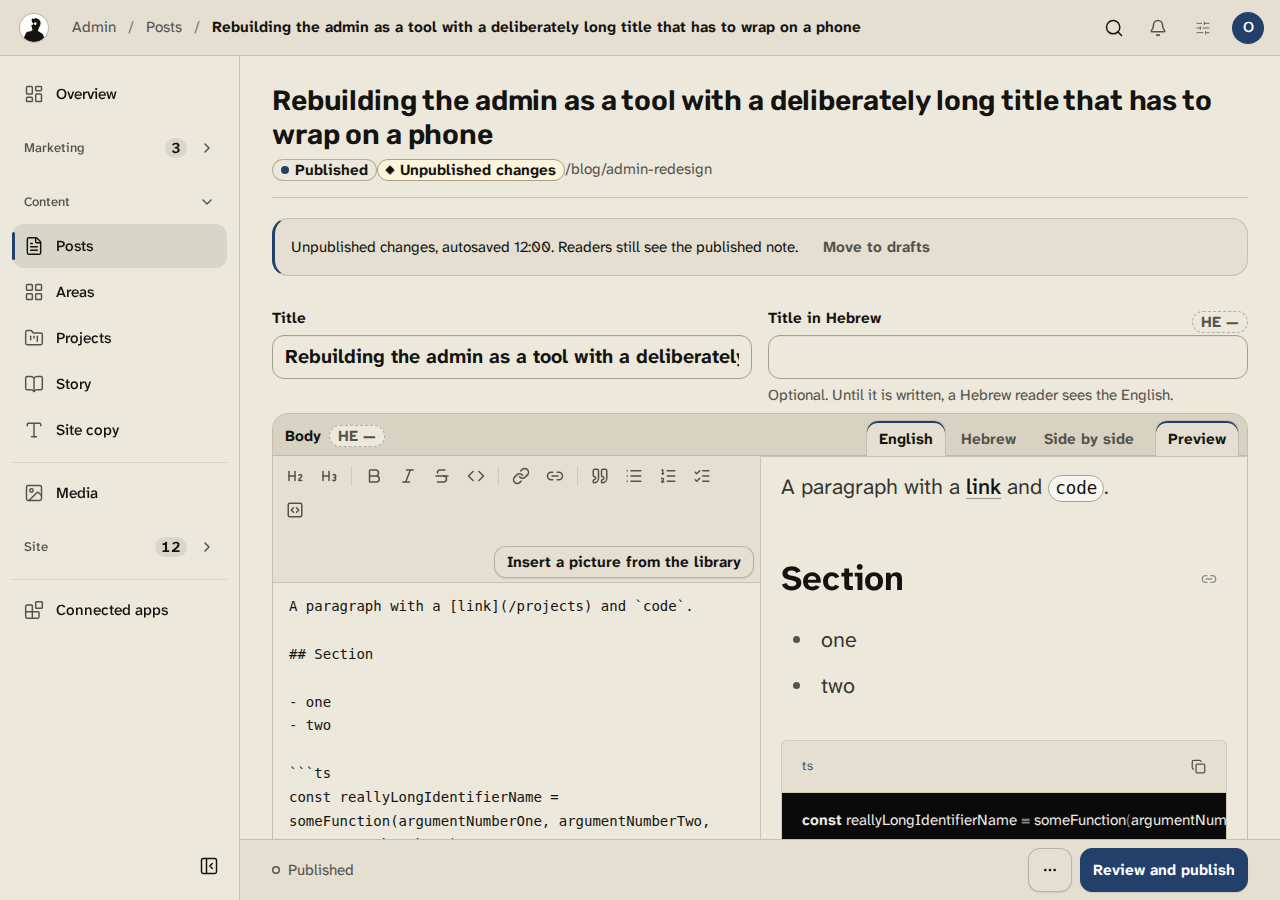 Admin / Posts / Rebuilding the admin as a tool with a deliberately long title that has to wrap on a phone
O
Overview
Marketing 3
Content
Posts
Areas
Projects
Story
Site copy
Media
Site 12
Connected apps
Rebuilding the admin as a tool with a deliberately long title that has to
wrap on a phone
Published Unpublished changes /blog/admin-redesign
Unpublished changes, autosaved 12:00. Readers still see the published note. Move to drafts
Title
Rebuilding the admin as a tool with a deliberately
Title in Hebrew HE —
Optional. Until it is written, a Hebrew reader sees the English.
Body HE — English Hebrew Side by side Preview
H2 H3 B I S
Insert a picture from the library
A paragraph with a [link](/projects) and `code`.
## Section
- one
- two
```ts
const reallyLongIdentifierName =
someFunction(argumentNumberOne, argumentNumberTwo,
A paragraph with a link and code.
Section
one
two
ts
const reallyLongIdentifierName = someFunction(argumentNum
Published
... Review and publish